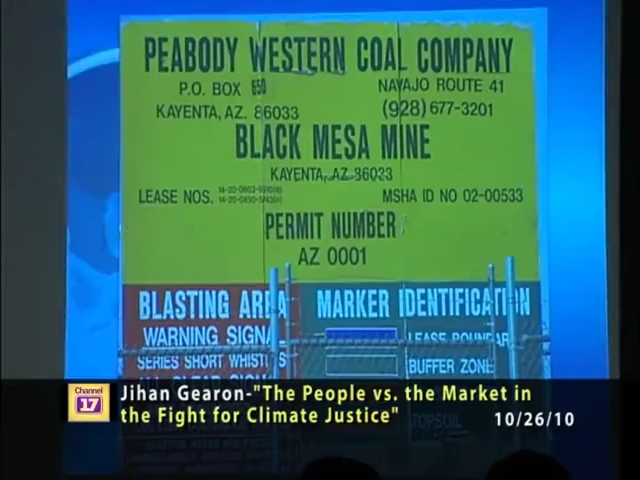 PEABODY WESTERN COAL COMPANY
P.O. BOX 650
NAVAJO ROUTE 41
KAYENTA, AZ. 86033
(928) 677-3201
BLACK MESA MINE
KAYENTA, AZ 86033
LEASE NOS.
MSHA ID NO 02-00533
PERMIT NUMBER
AZ 0001
BLASTING AREA
MARKER IDENTIFICATION
WARNING SIGNAL
LEASE BOUNDARY
SERIES SHORT WHISTLES
BUFFER ZONE
TOPSOIL
Channel
17
Jihan Gearon-"The People vs. the Market in
the Fight for Climate Justice"
10/26/10